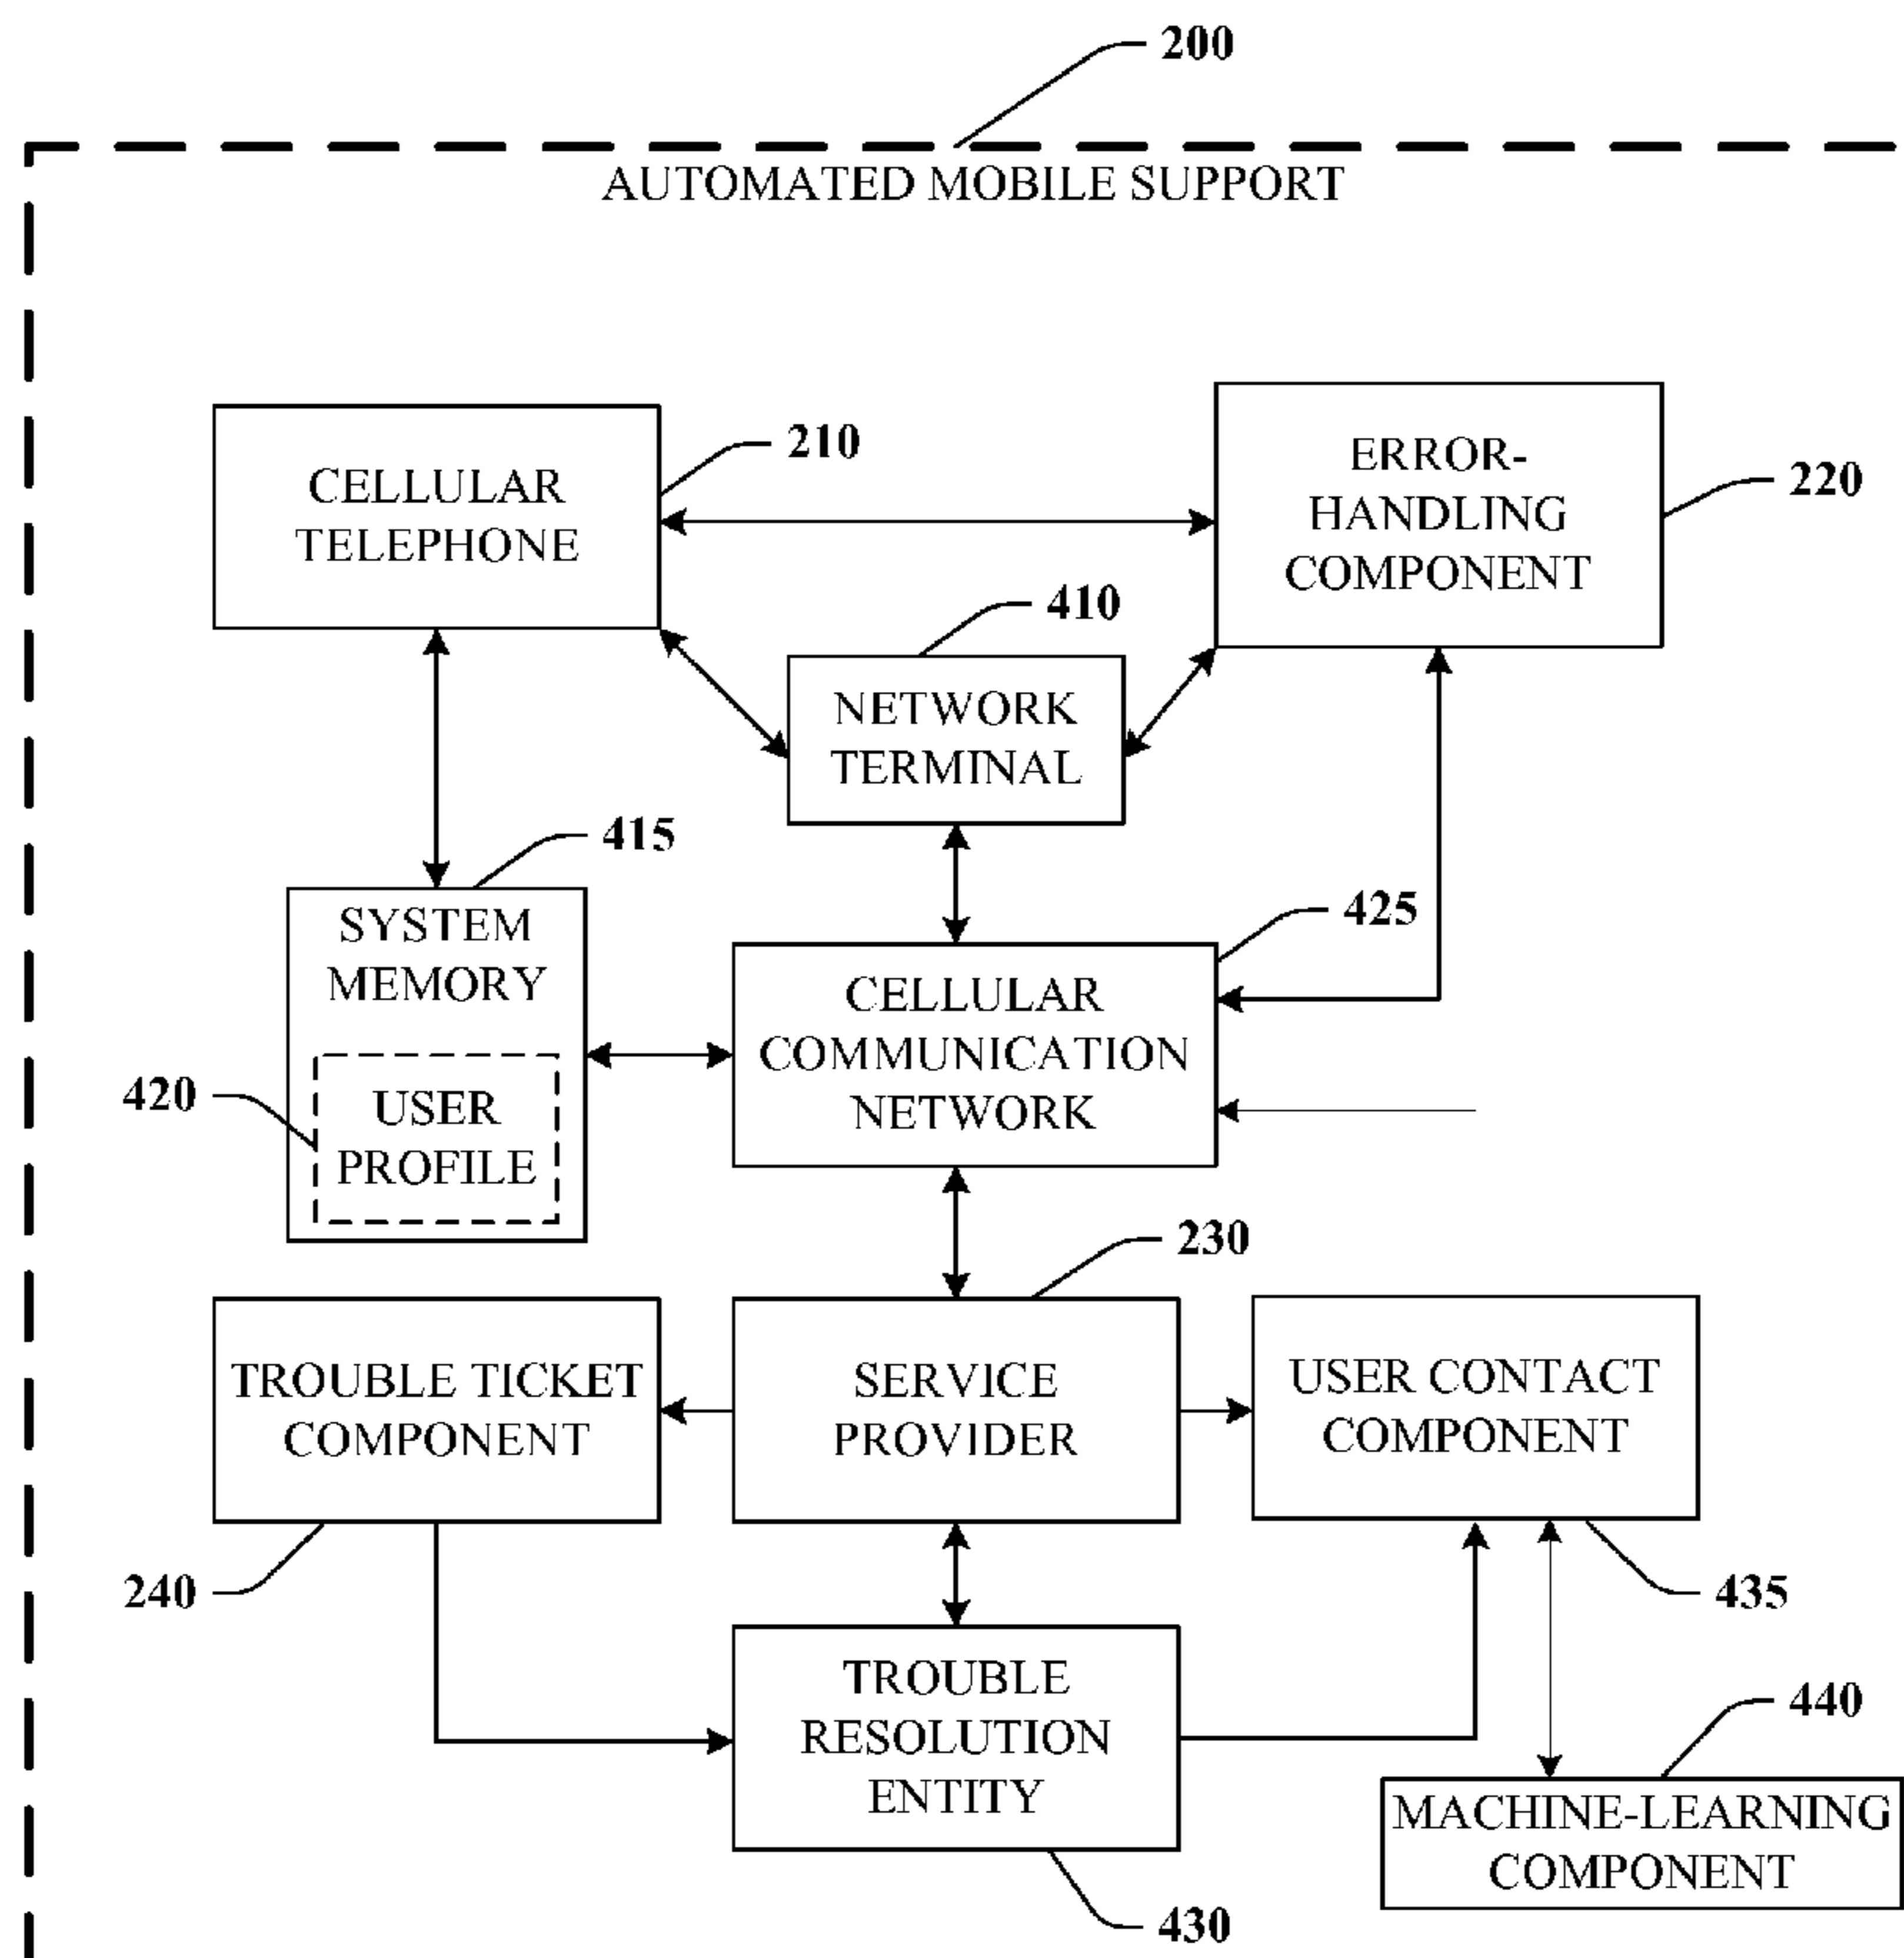 200
AUTOMATED MOBILE SUPPORT
CELLULAR
TELEPHONE
210
ERROR-
HANDLING
COMPONENT
220
410
NETWORK
TERMINAL
415
SYSTEM
MEMORY
420
USER
PROFILE
425
CELLULAR
COMMUNICATION
NETWORK
230
TROUBLE TICKET
COMPONENT
SERVICE
PROVIDER
USER CONTACT
COMPONENT
240
435
TROUBLE
RESOLUTION
ENTITY
440
MACHINE-LEARNING
COMPONENT
430